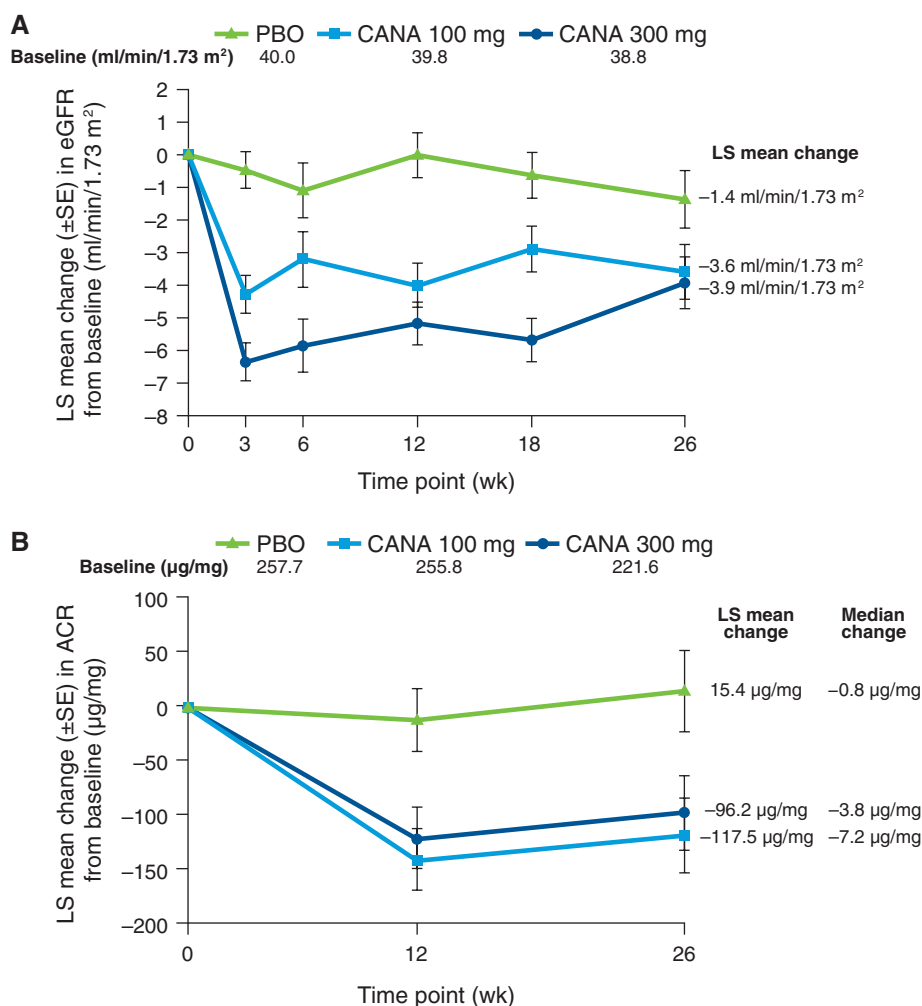 A
PBO CANA 100 mg CANA 300 mg
Baseline (ml/min/1.73 m²) 40.0 39.8 38.8
LS mean change (±SE) in eGFR
from baseline (ml/min/1.73 m²)
2
1
0
–1
–2
–3
–4
–5
–6
–7
–8
LS mean change
–1.4 ml/min/1.73 m²
–3.6 ml/min/1.73 m²
–3.9 ml/min/1.73 m²
0 3 6 12 18 26
Time point (wk)
B
PBO CANA 100 mg CANA 300 mg
Baseline (µg/mg) 257.7 255.8 221.6
LS mean change (±SE) in ACR
from baseline (µg/mg)
100
50
0
–50
–100
–150
–200
LS mean change
Median change
15.4 µg/mg –0.8 µg/mg
–96.2 µg/mg –3.8 µg/mg
–117.5 µg/mg –7.2 µg/mg
0 12 26
Time point (wk)